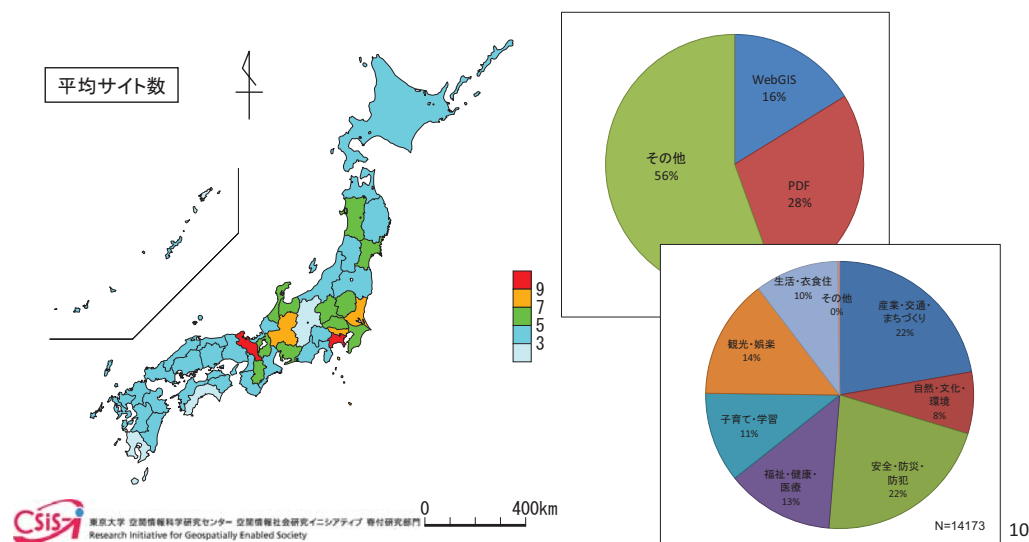 平均サイト数
9
7
5
3
0
400km
WebGIS
16%
PDF
28%
その他
56%
産業・交通・
まちづくり
22%
自然・文化・
環境
8%
安全・防災・
防犯
22%
福祉・健康・
医療
13%
子育て・学習
11%
観光・娯楽
14%
生活・衣食住
10%
その他
0%
N=14173
CSiS-i
東京大学 空間情報科学研究センター 空間情報社会研究イニシアティブ 寄付研究部門
Research Initiative for Geospatially Enabled Society
10